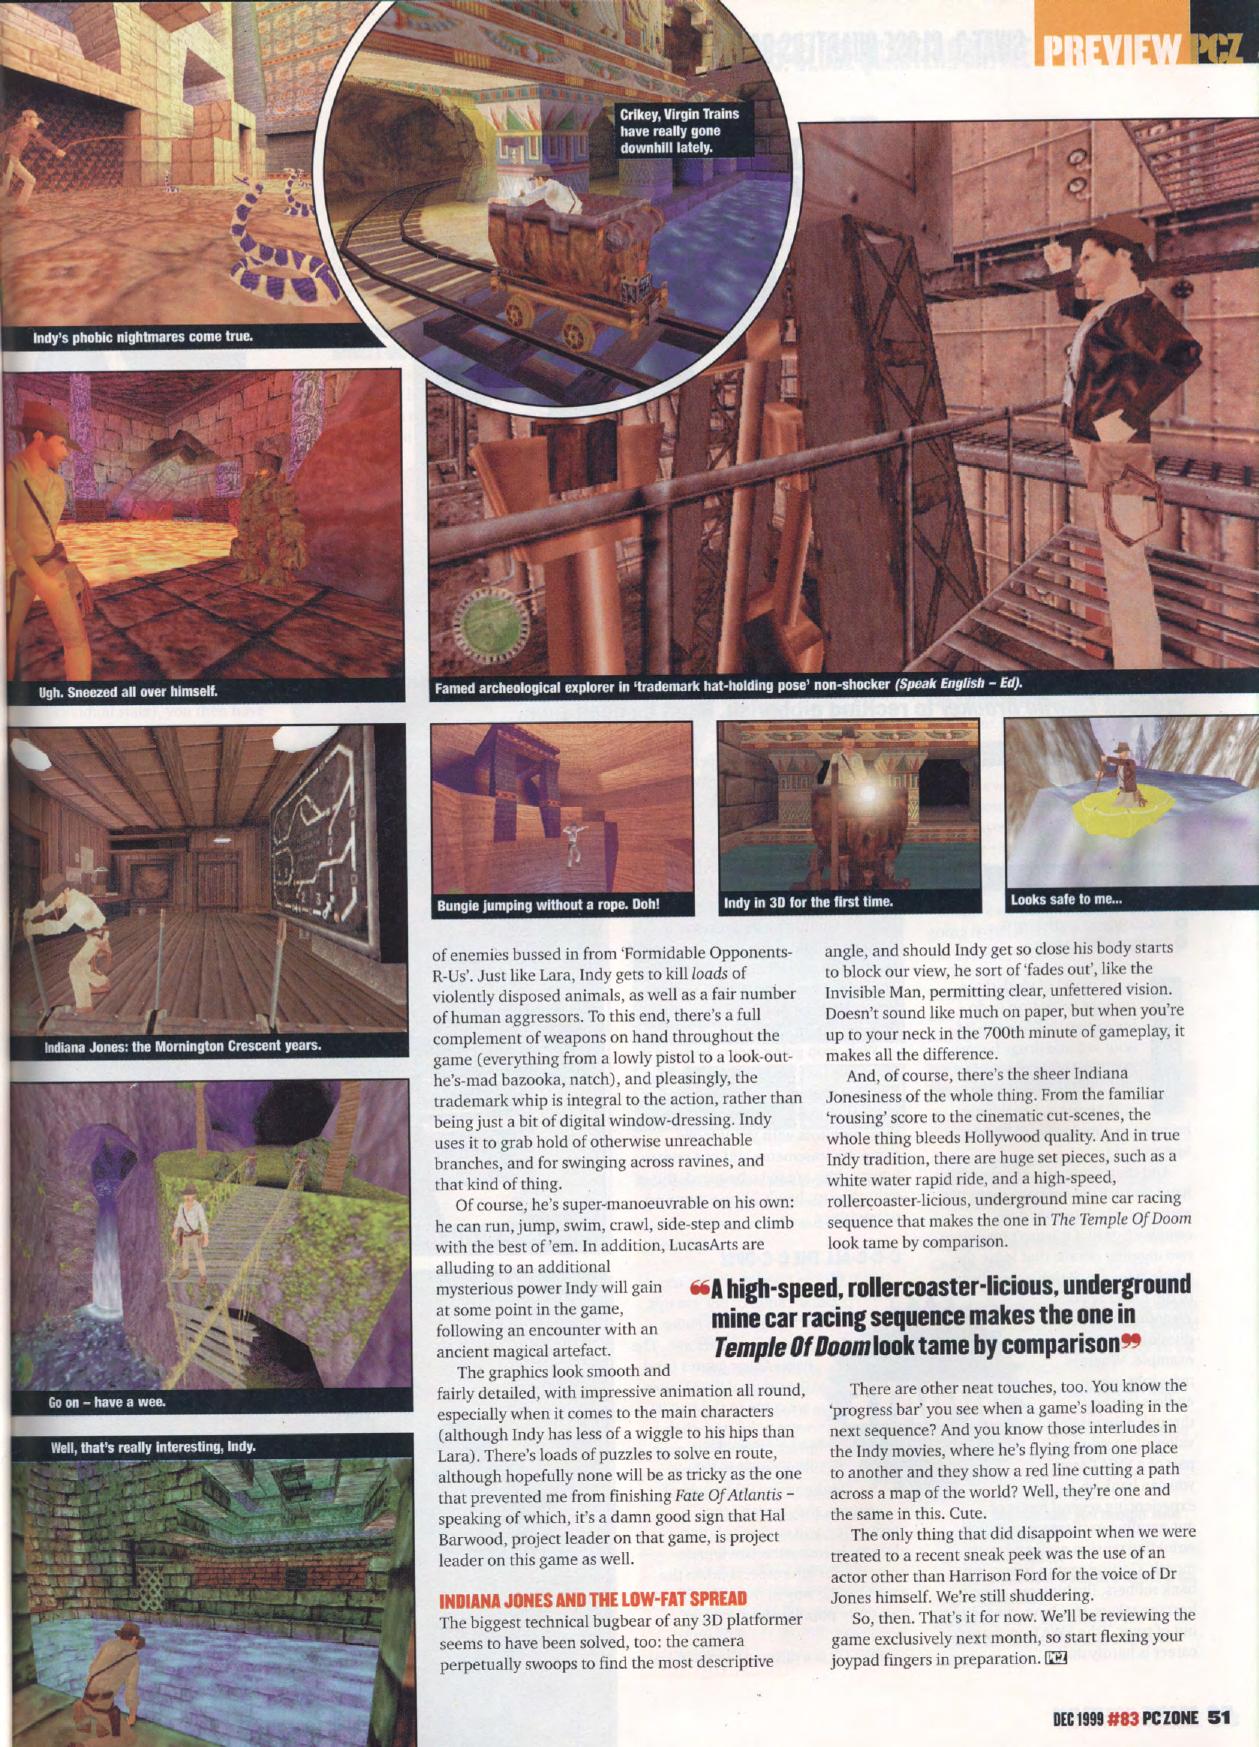 PREVIEW PCZ
Crikey, Virgin Trains
have really gone
downhill lately.
Indy's phobic nightmares come true.
Ugh. Sneezed all over himself.
Famed archeological explorer in 'trademark hat-holding pose' non-shocker (Speak English – Ed).
Indiana Jones: the Mornington Crescent years.
Bungie jumping without a rope. Doh!
Indy in 3D for the first time.
Looks safe to me...
Go on – have a wee.
Well, that's really interesting, Indy.
of enemies bussed in from 'Formidable Opponents-
R-Us'. Just like Lara, Indy gets to kill loads of
violently disposed animals, as well as a fair number
of human aggressors. To this end, there's a full
complement of weapons on hand throughout the
game (everything from a lowly pistol to a look-out-
he's-mad bazooka, natch), and pleasingly, the
trademark whip is integral to the action, rather than
being just a bit of digital window-dressing. Indy
uses it to grab hold of otherwise unreachable
branches, and for swinging across ravines, and
that kind of thing.
Of course, he's super-manoeuvrable on his own:
he can run, jump, swim, crawl, side-step and climb
with the best of 'em. In addition, LucasArts are
alluding to an additional
mysterious power Indy will gain
at some point in the game,
following an encounter with an
ancient magical artefact.
The graphics look smooth and
fairly detailed, with impressive animation all round,
especially when it comes to the main characters
(although Indy has less of a wiggle to his hips than
Lara). There's loads of puzzles to solve en route,
although hopefully none will be as tricky as the one
that prevented me from finishing Fate Of Atlantis –
speaking of which, it's a damn good sign that Hal
Barwood, project leader on that game, is project
leader on this game as well.
INDIANA JONES AND THE LOW-FAT SPREAD
The biggest technical bugbear of any 3D platformer
seems to have been solved, too: the camera
perpetually swoops to find the most descriptive
angle, and should Indy get so close his body starts
to block our view, he sort of 'fades out', like the
Invisible Man, permitting clear, unfettered vision.
Doesn't sound like much on paper, but when you're
up to your neck in the 700th minute of gameplay, it
makes all the difference.
And, of course, there's the sheer Indiana
Jonesiness of the whole thing. From the familiar
'rousing' score to the cinematic cut-scenes, the
whole thing bleeds Hollywood quality. And in true
Indy tradition, there are huge set pieces, such as a
white water rapid ride, and a high-speed,
rollercoaster-licious, underground mine car racing
sequence that makes the one in The Temple Of Doom
look tame by comparison.
“A high-speed, rollercoaster-licious, underground
mine car racing sequence makes the one in
Temple Of Doom look tame by comparison”
There are other neat touches, too. You know the
'progress bar' you see when a game's loading in the
next sequence? And you know those interludes in
the Indy movies, where he's flying from one place
to another and they show a red line cutting a path
across a map of the world? Well, they're one and
the same in this. Cute.
The only thing that did disappoint when we were
treated to a recent sneak peek was the use of an
actor other than Harrison Ford for the voice of Dr
Jones himself. We're still shuddering.
So, then. That's it for now. We'll be reviewing the
game exclusively next month, so start flexing your
joypad fingers in preparation. PCZ
DEC 1999 #83 PC ZONE 51